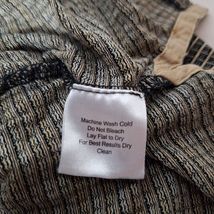 Machine Wash Cold
Do Not Bleach
Lay Flat to Dry
For Best Results Dry
Clean